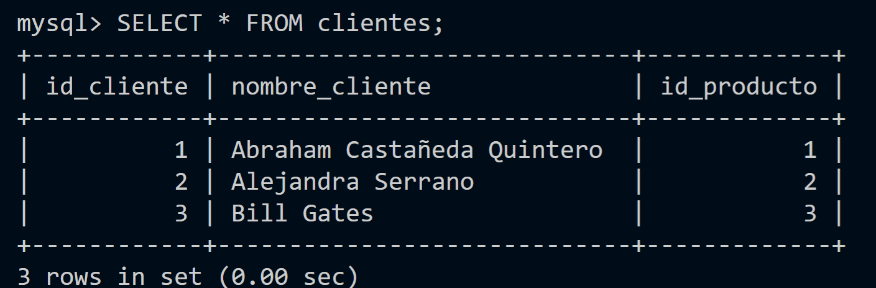 mysql> SELECT * FROM clientes;
+------------+-----------------------------+-------------+
| id_cliente | nombre_cliente              | id_producto |
+------------+-----------------------------+-------------+
|          1 | Abraham Castañeda Quintero  |           1 |
|          2 | Alejandra Serrano           |           2 |
|          3 | Bill Gates                  |           3 |
+------------+-----------------------------+-------------+
3 rows in set (0.00 sec)